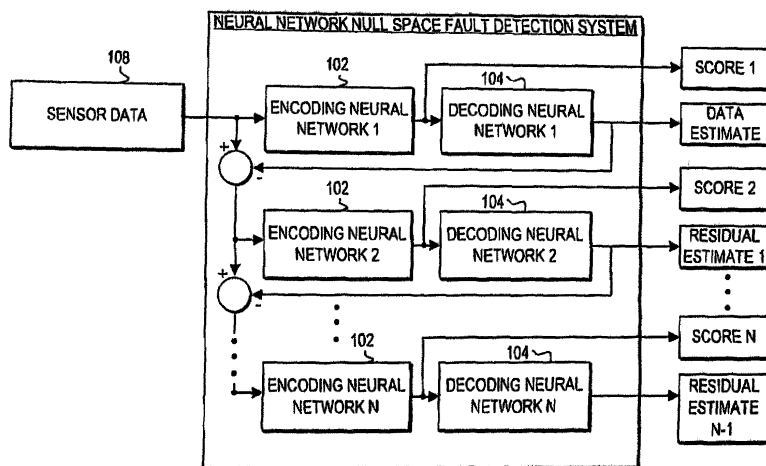 NEURAL NETWORK NULL SPACE FAULT DETECTION SYSTEM
108
SENSOR DATA
102
ENCODING NEURAL
NETWORK 1
104
DECODING NEURAL
NETWORK 1
SCORE 1
DATA
ESTIMATE
+
-
102
ENCODING NEURAL
NETWORK 2
104
DECODING NEURAL
NETWORK 2
SCORE 2
RESIDUAL
ESTIMATE 1
+
-
102
ENCODING NEURAL
NETWORK N
104
DECODING NEURAL
NETWORK N
SCORE N
RESIDUAL
ESTIMATE
N-1